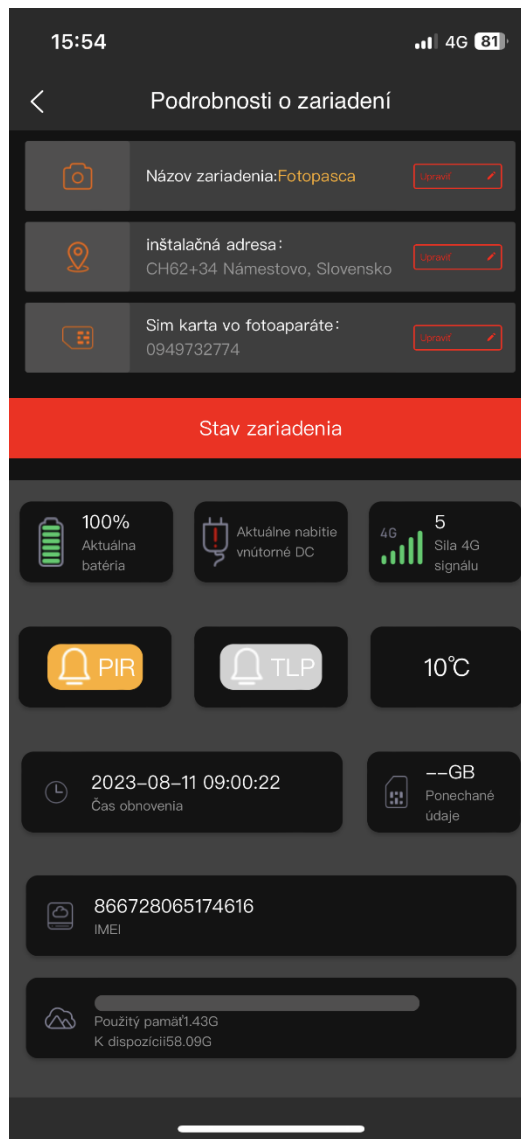 15:54
4G 81
Podrobnosti o zariadení
Názov zariadenia:Fotopasca
Upraviť
inštalačná adresa:
CH62+34 Námestovo, Slovensko
Upraviť
Sim karta vo fotoaparáte:
0949732774
Upraviť
Stav zariadenia
100%
Aktuálna
batéria
Aktuálne nabitie
vnútorné DC
4G
5
Sila 4G
signálu
PIR
TLP
10℃
2023-08-11 09:00:22
Čas obnovenia
--GB
Ponechané
údaje
866728065174616
IMEI
Použitý pamäť1.43G
K dispozícii58.09G